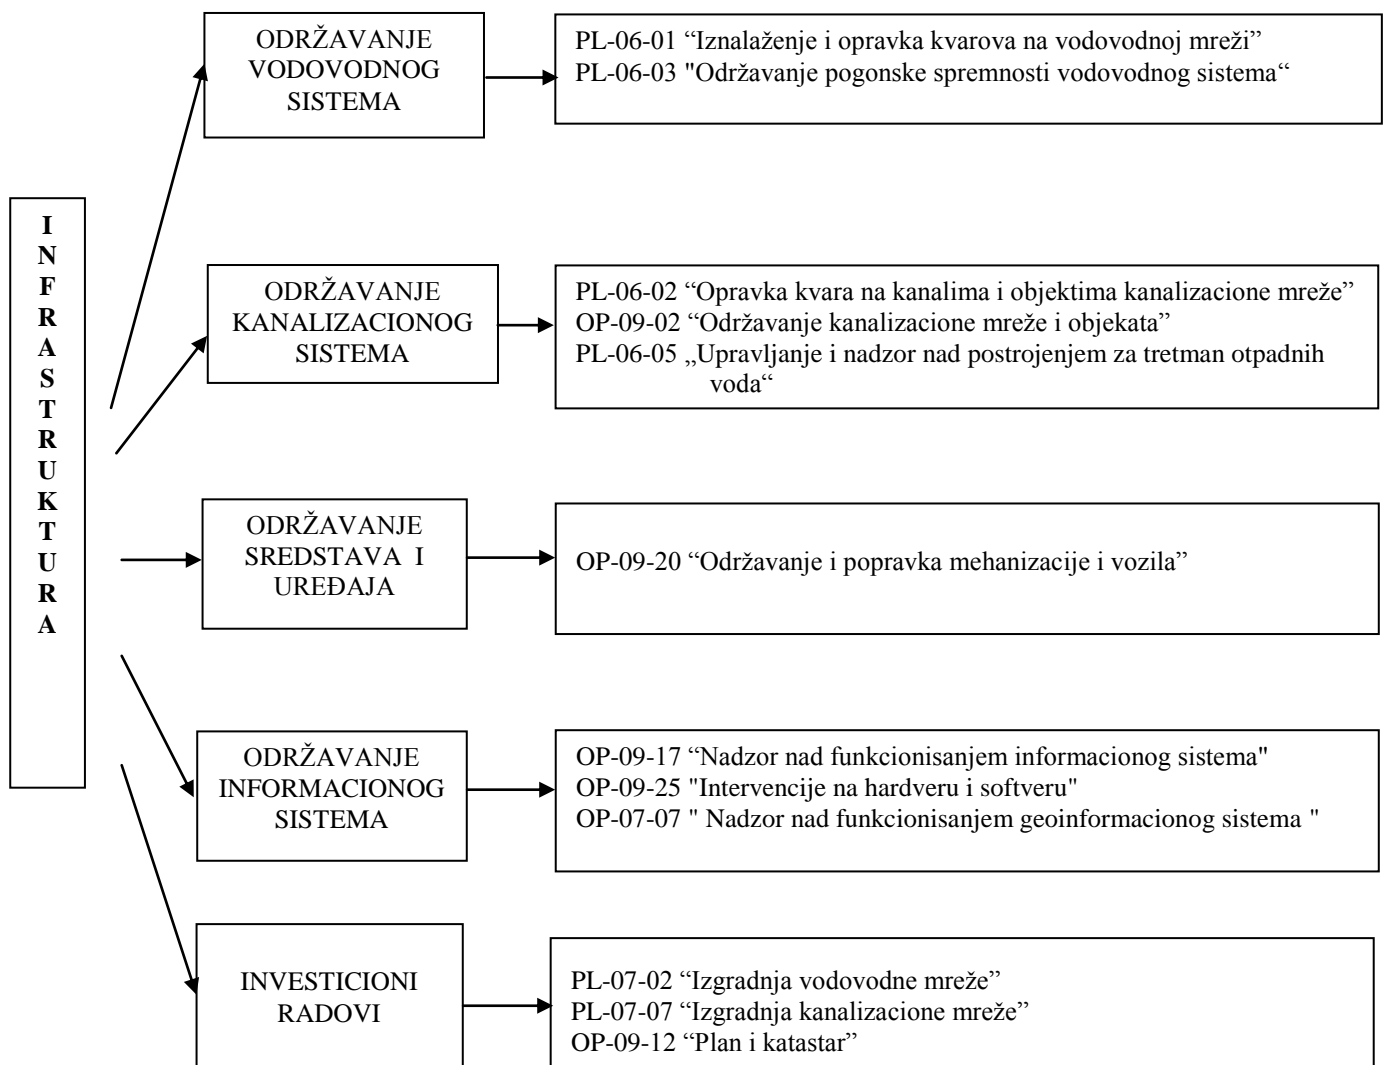 ODRŽAVANJE
VODOVODNOG
SISTEMA
PL-06-01 “Iznalaženje i opravka kvarova na vodovodnoj mreži”
PL-06-03 "Održavanje pogonske spremnosti vodovodnog sistema“
I
N
F
R
A
S
T
R
U
K
T
U
R
A
ODRŽAVANJE
KANALIZACIONOG
SISTEMA
PL-06-02 “Opravka kvara na kanalima i objektima kanalizacione mreže”
OP-09-02 “Održavanje kanalizacione mreže i objekata”
PL-06-05 „Upravljanje i nadzor nad postrojenjem za tretman otpadnih
voda“
ODRŽAVANJE
SREDSTAVA I
UREĐAJA
OP-09-20 “Održavanje i popravka mehanizacije i vozila”
ODRŽAVANJE
INFORMACIONOG
SISTEMA
OP-09-17 “Nadzor nad funkcionisanjem informacionog sistema"
OP-09-25 "Intervencije na hardveru i softveru"
OP-07-07 " Nadzor nad funkcionisanjem geoinformacionog sistema "
INVESTICIONI
RADOVI
PL-07-02 “Izgradnja vodovodne mreže”
PL-07-07 “Izgradnja kanalizacione mreže”
OP-09-12 “Plan i katastar”